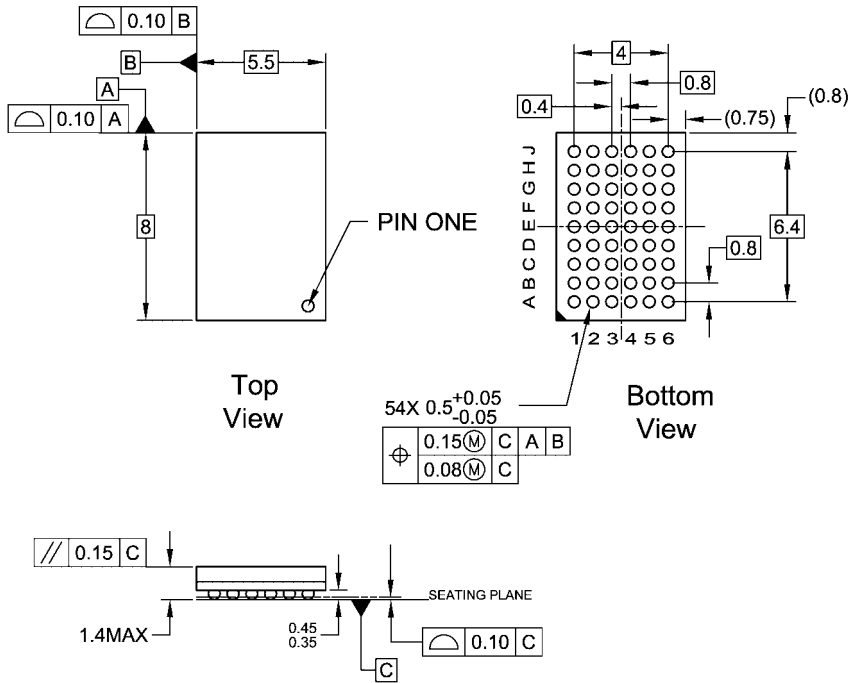 0.10 B
B
5.5
A
0.10 A
8
PIN ONE
Top
View
4
0.8
0.4
(0.75)
(0.8)
J
H
G
F
E
D
C
B
A
6.4
0.8
1 2 3 4 5 6
Bottom
View
54X 0.5 +0.05
-0.05
0.15 Ⓜ C A B
0.08 Ⓜ C
// 0.15 C
1.4MAX
0.45
0.35
SEATING PLANE
0.10 C
C